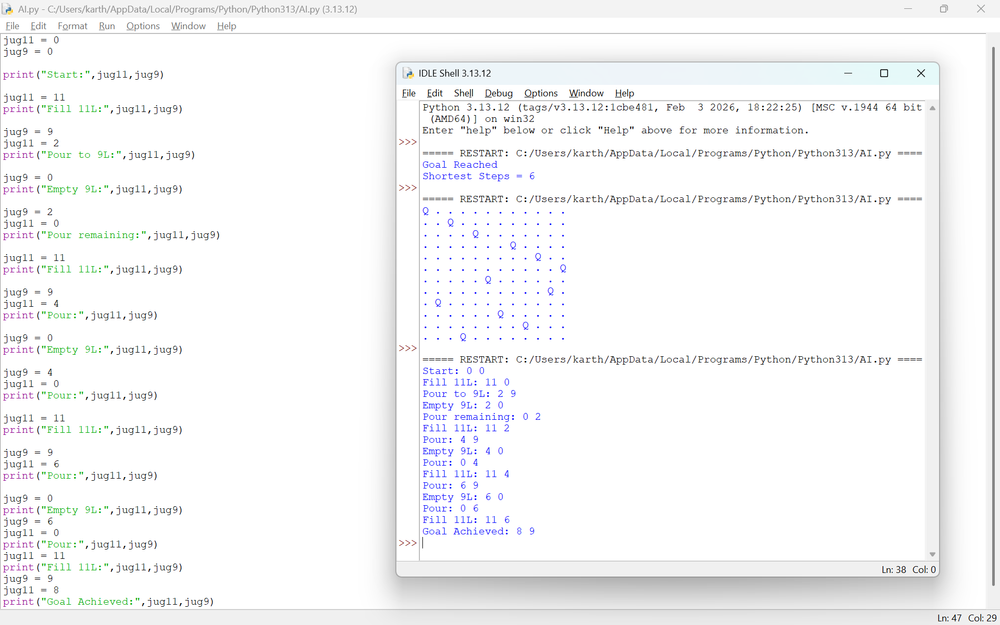 AI.py - C:/Users/karth/AppData/Local/Programs/Python/Python313/AI.py (3.13.12)
File Edit Format Run Options Window Help
jug11 = 0
jug9 = 0
print("Start:",jug11,jug9)
jug11 = 11
print("Fill 11L:",jug11,jug9)
jug9 = 9
jug11 = 2
print("Pour to 9L:",jug11,jug9)
jug9 = 0
print("Empty 9L:",jug11,jug9)
jug9 = 2
jug11 = 0
print("Pour remaining:",jug11,jug9)
jug11 = 11
print("Fill 11L:",jug11,jug9)
jug9 = 9
jug11 = 4
print("Pour:",jug11,jug9)
jug9 = 0
print("Empty 9L:",jug11,jug9)
jug9 = 4
jug11 = 0
print("Pour:",jug11,jug9)
jug11 = 11
print("Fill 11L:",jug11,jug9)
jug9 = 9
jug11 = 6
print("Pour:",jug11,jug9)
jug9 = 0
print("Empty 9L:",jug11,jug9)
jug9 = 6
jug11 = 0
print("Pour:",jug11,jug9)
jug11 = 11
print("Fill 11L:",jug11,jug9)
jug9 = 9
jug11 = 8
print("Goal Achieved:",jug11,jug9)
IDLE Shell 3.13.12
File Edit Shell Debug Options Window Help
Python 3.13.12 (tags/v3.13.12:1cbe481, Feb  3 2026, 18:22:25) [MSC v.1944 64 bit
 (AMD64)] on win32
Enter "help" below or click "Help" above for more information.
>>>
===== RESTART: C:/Users/karth/AppData/Local/Programs/Python/Python313/AI.py ====
Goal Reached
Shortest Steps = 6
>>>
===== RESTART: C:/Users/karth/AppData/Local/Programs/Python/Python313/AI.py ====
Q . . . . . . . . . . .
. . Q . . . . . . . . .
. . . . Q . . . . . . .
. . . . . . . Q . . . .
. . . . . . . . . Q . .
. . . . . . . . . . . Q
. . . . . Q . . . . . .
. . . . . . . . . . Q .
. Q . . . . . . . . . .
. . . . . . Q . . . . .
. . . . . . . . Q . . .
. . . Q . . . . . . . .
>>>
===== RESTART: C:/Users/karth/AppData/Local/Programs/Python/Python313/AI.py ====
Start: 0 0
Fill 11L: 11 0
Pour to 9L: 2 9
Empty 9L: 2 0
Pour remaining: 0 2
Fill 11L: 11 2
Pour: 4 9
Empty 9L: 4 0
Pour: 0 4
Fill 11L: 11 4
Pour: 6 9
Empty 9L: 6 0
Pour: 0 6
Fill 11L: 11 6
Goal Achieved: 8 9
>>>
Ln: 38 Col: 0
Ln: 47 Col: 29